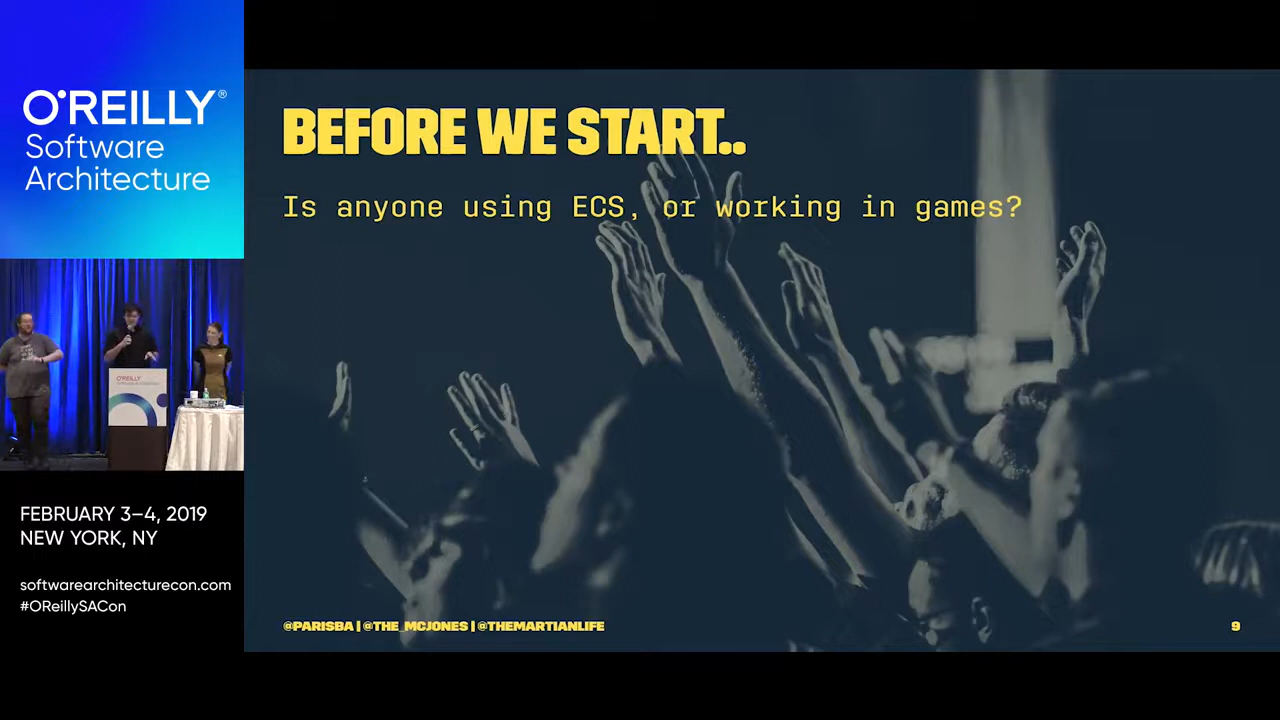 O'REILLY®
Software
Architecture
BEFORE WE START..
Is anyone using ECS, or working in games?
O'REILLY
FEBRUARY 3–4, 2019
NEW YORK, NY
softwarearchitecturecon.com
#OReillySACon
@PARISBA | @THE_MCJONES | @THEMARTIANLIFE
9